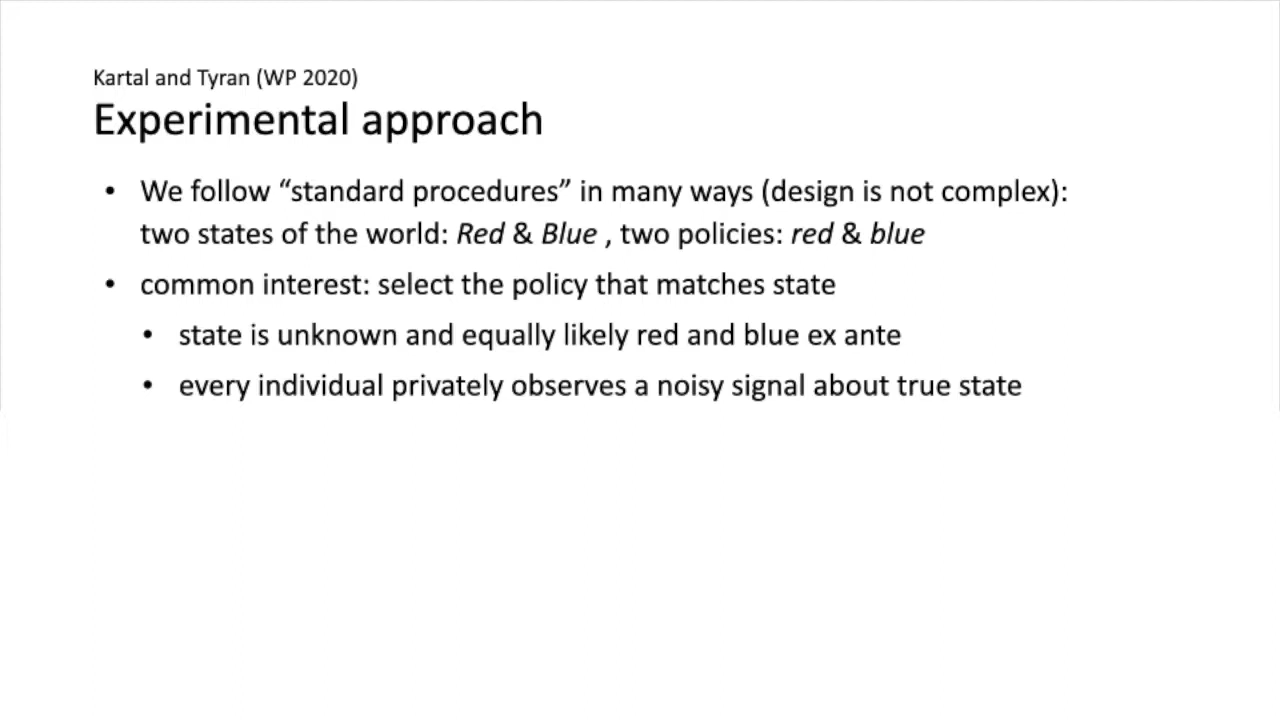 Kartal and Tyran (WP 2020)
Experimental approach
• We follow “standard procedures” in many ways (design is not complex):
two states of the world: Red & Blue , two policies: red & blue
• common interest: select the policy that matches state
• state is unknown and equally likely red and blue ex ante
• every individual privately observes a noisy signal about true state